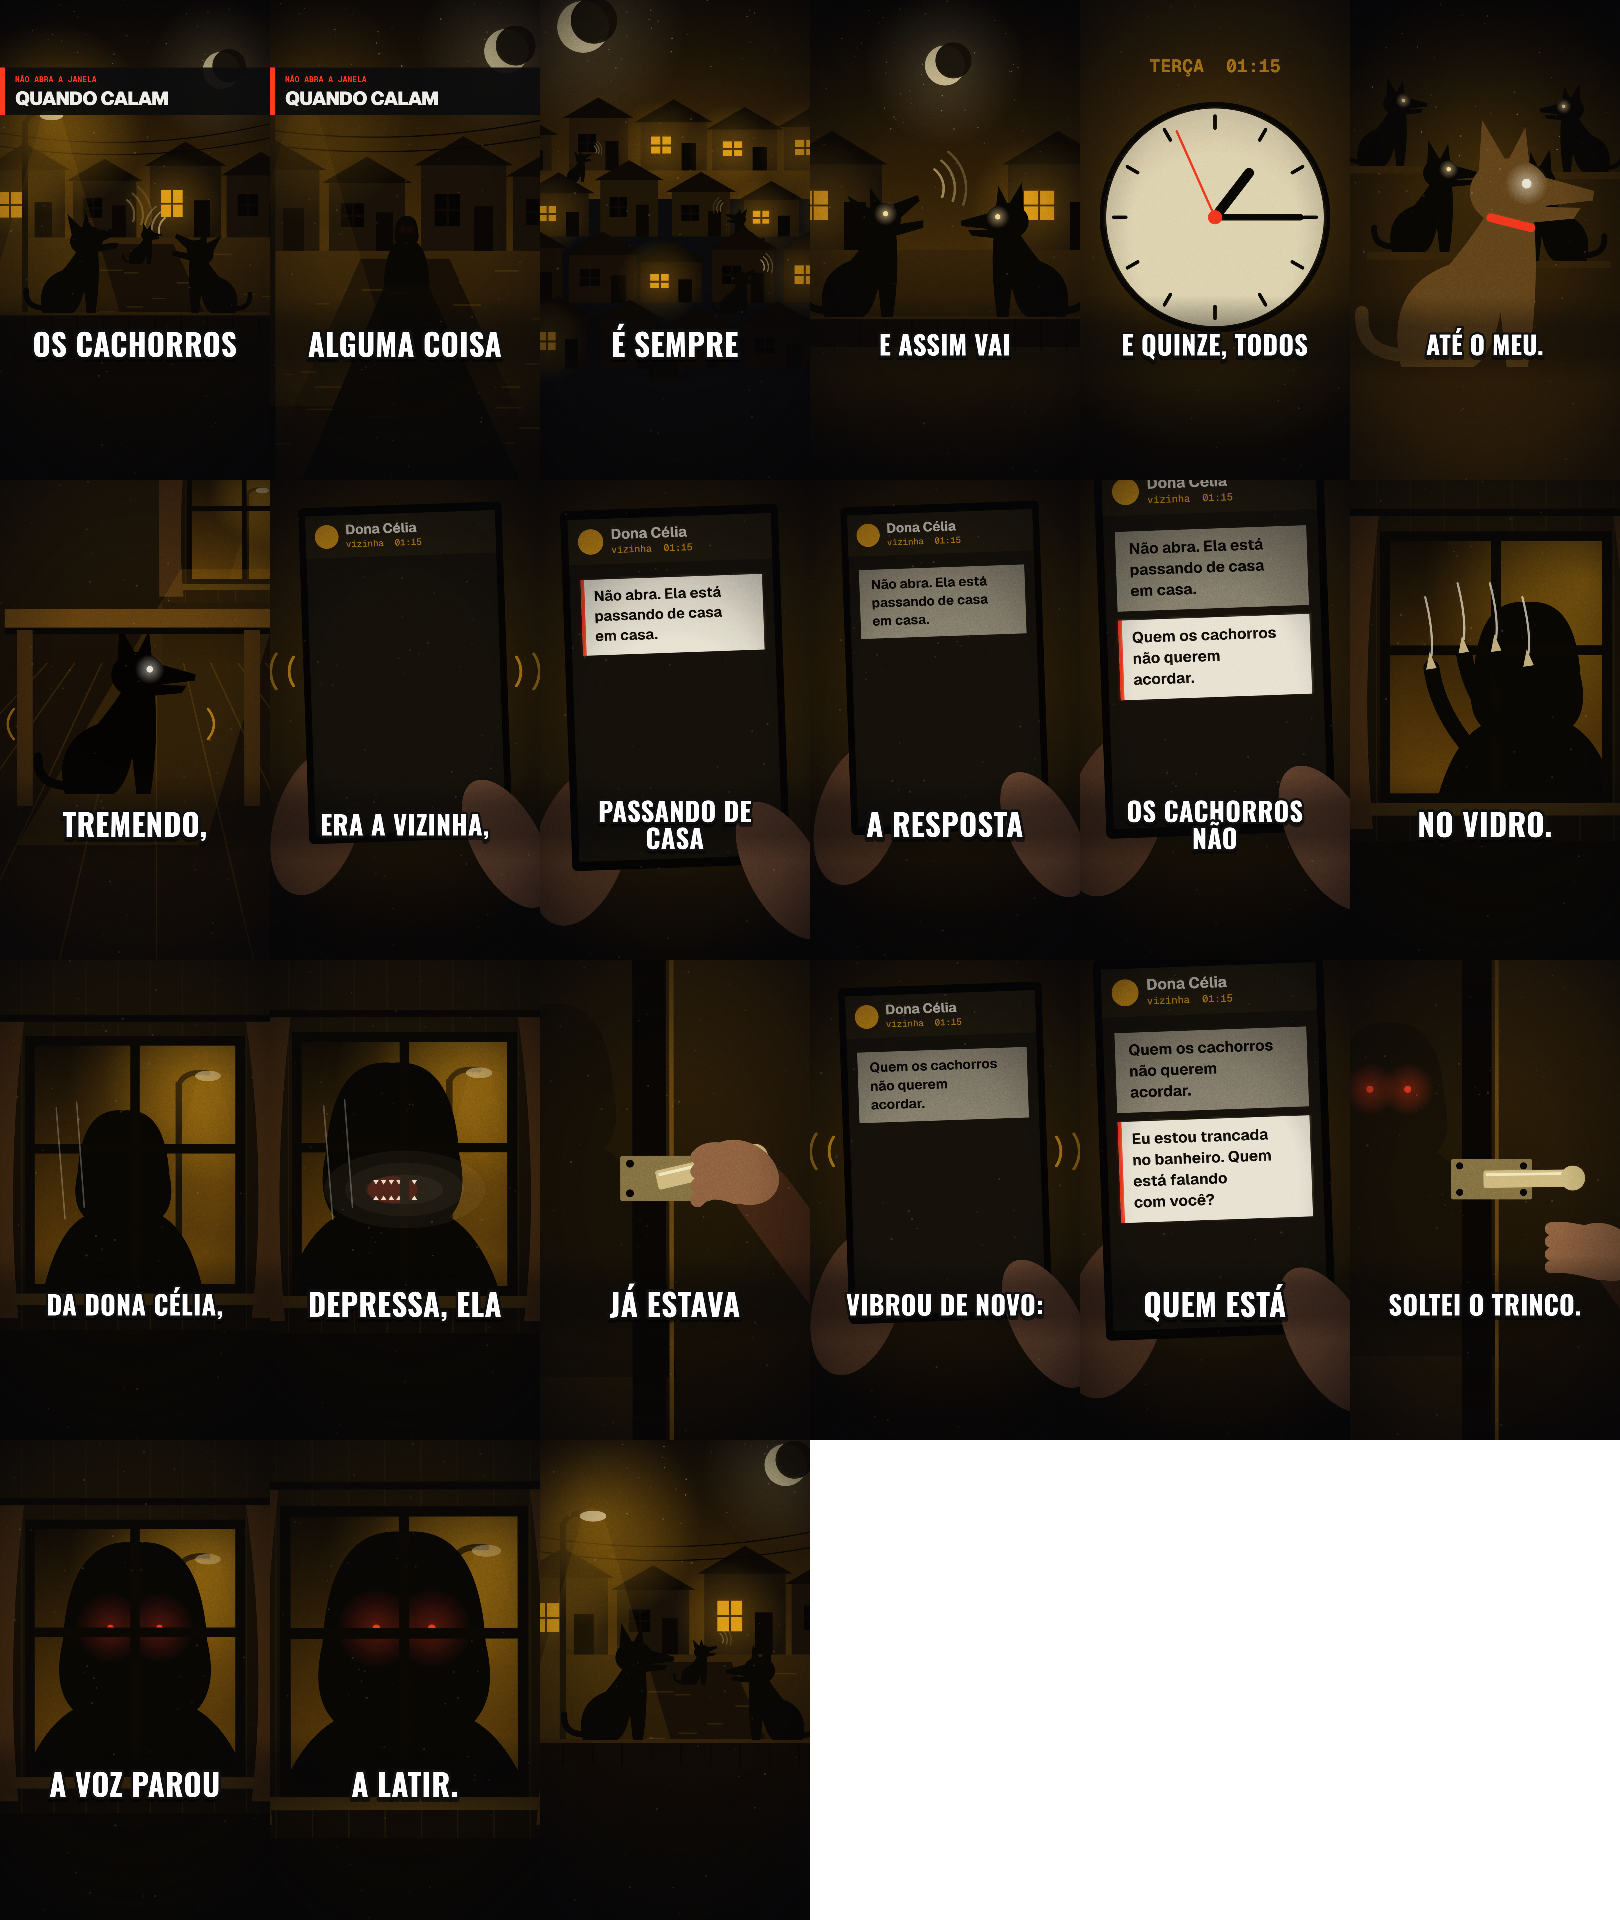 NÃO ABRA A JANELA
QUANDO CALAM
OS CACHORROS
NÃO ABRA A JANELA
QUANDO CALAM
ALGUMA COISA
É SEMPRE
E ASSIM VAI
TERÇA 01:15
E QUINZE, TODOS
ATÉ O MEU.
TREMENDO,
Dona Célia
vizinha 01:15
ERA A VIZINHA,
Dona Célia
vizinha 01:15
Não abra. Ela está
passando de casa
em casa.
PASSANDO DE
CASA
Dona Célia
vizinha 01:15
Não abra. Ela está
passando de casa
em casa.
A RESPOSTA
Dona Célia
vizinha 01:15
Não abra. Ela está
passando de casa
em casa.
Quem os cachorros
não querem
acordar.
OS CACHORROS
NÃO
NO VIDRO.
DA DONA CÉLIA,
DEPRESSA, ELA
JÁ ESTAVA
Dona Célia
vizinha 01:15
Quem os cachorros
não querem
acordar.
VIBROU DE NOVO:
Dona Célia
vizinha 01:15
Quem os cachorros
não querem
acordar.
Eu estou trancada
no banheiro. Quem
está falando
com você?
QUEM ESTÁ
SOLTEI O TRINCO.
A VOZ PAROU
A LATIR.